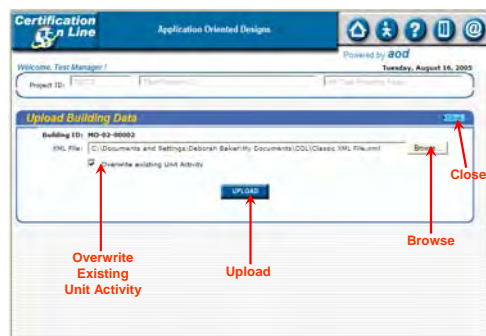 Certification
On Line
Application Oriented Designs
Powered by aod
Welcome, Test Manager !
Tuesday, August 16, 2005
Project ID:
Upload Building Data
Building ID: MO-02-00002
XML File: C:\Documents and Settings\Deborah Baker\My Documents\COL\Classic XML File.xml
Browse...
Overwrite existing Unit Activity
UPLOAD
Close
Browse
Overwrite
Existing
Unit Activity
Upload